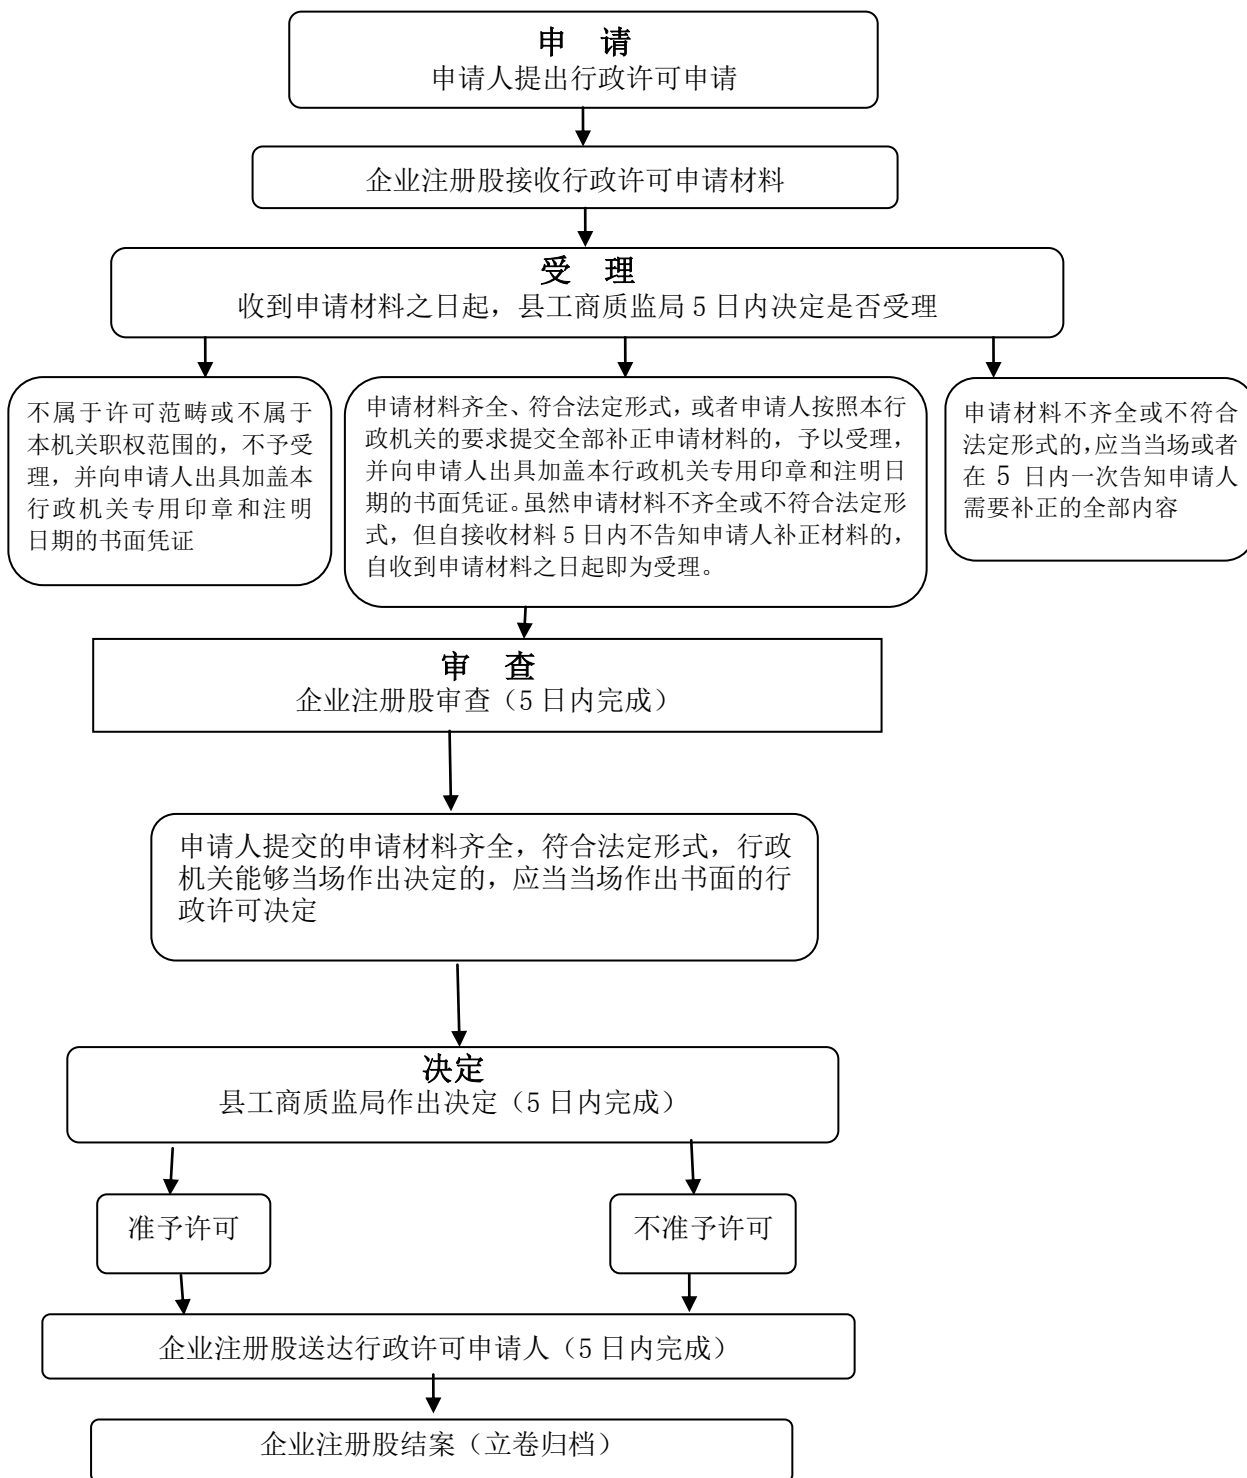 申 请
申请人提出行政许可申请
企业注册股接收行政许可申请材料
受 理
收到申请材料之日起，县工商质监局 5 日内决定是否受理
不属于许可范畴或不属于
本机关职权范围的，不予受
理，并向申请人出具加盖本
行政机关专用印章和注明
日期的书面凭证
申请材料齐全、符合法定形式，或者申请人按照本行
政机关的要求提交全部补正申请材料的，予以受理，
并向申请人出具加盖本行政机关专用印章和注明日
期的书面凭证。虽然申请材料不齐全或不符合法定形
式，但自接收材料 5 日内不告知申请人补正材料的，
自收到申请材料之日起即为受理。
申请材料不齐全或不符合
法定形式的，应当当场或者
在 5 日内一次告知申请人
需要补正的全部内容
审 查
企业注册股审查（5 日内完成）
申请人提交的申请材料齐全，符合法定形式，行政
机关能够当场作出决定的，应当当场作出书面的行
政许可决定
决定
县工商质监局作出决定（5 日内完成）
准予许可
不准予许可
企业注册股送达行政许可申请人（5 日内完成）
企业注册股结案（立卷归档）